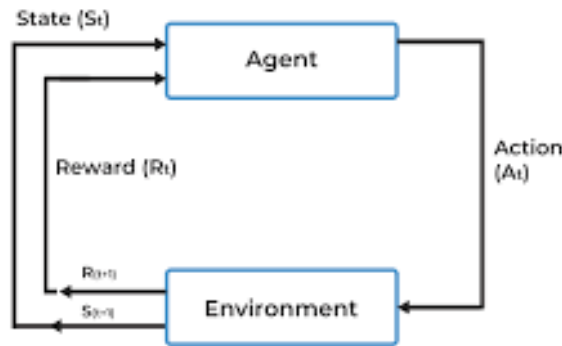 State (St)
Agent
Action
(At)
Reward (Rt)
R(t+1)
S(t+1)
Environment